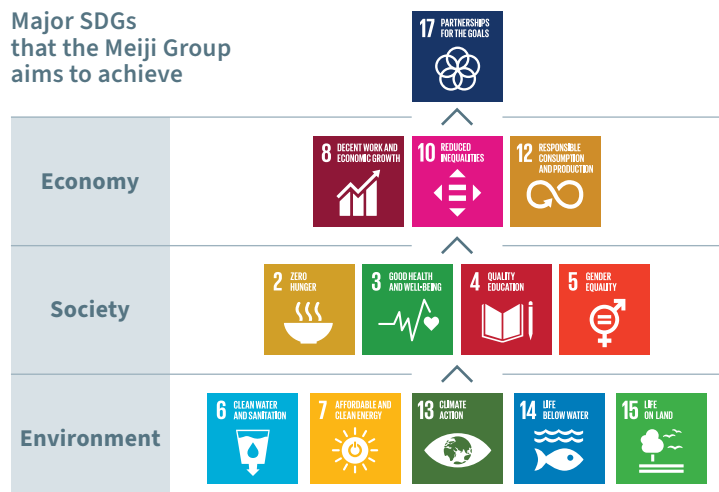 Major SDGs
that the Meiji Group
aims to achieve
17 PARTNERSHIPS
FOR THE GOALS
Economy
8 DECENT WORK AND
ECONOMIC GROWTH
10 REDUCED
INEQUALITIES
12 RESPONSIBLE
CONSUMPTION
AND PRODUCTION
Society
2 ZERO
HUNGER
3 GOOD HEALTH
AND WELL-BEING
4 QUALITY
EDUCATION
5 GENDER
EQUALITY
Environment
6 CLEAN WATER
AND SANITATION
7 AFFORDABLE AND
CLEAN ENERGY
13 CLIMATE
ACTION
14 LIFE
BELOW WATER
15 LIFE
ON LAND